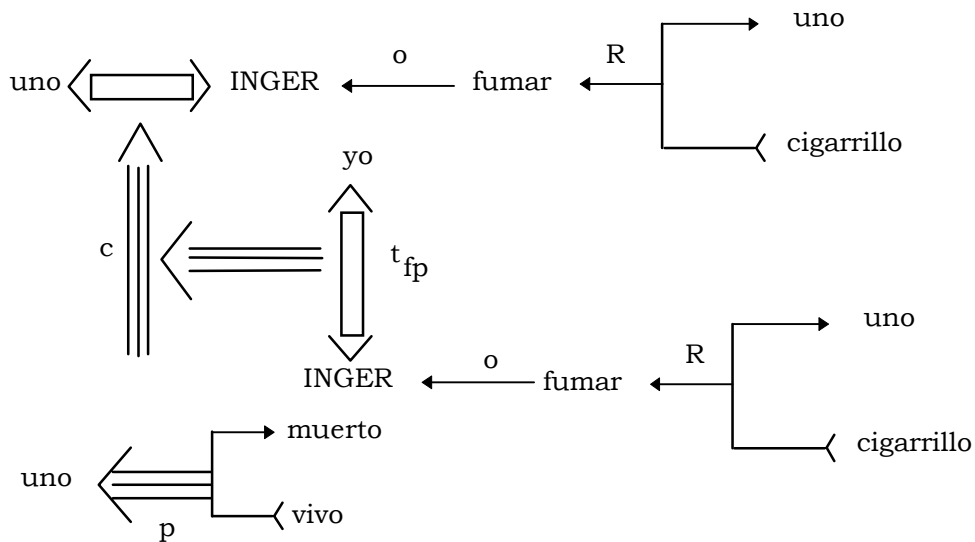 uno
R
o
uno INGER fumar
cigarrillo
yo
c
t fp
uno
R
o
INGER fumar
muerto
cigarrillo
uno
vivo
p